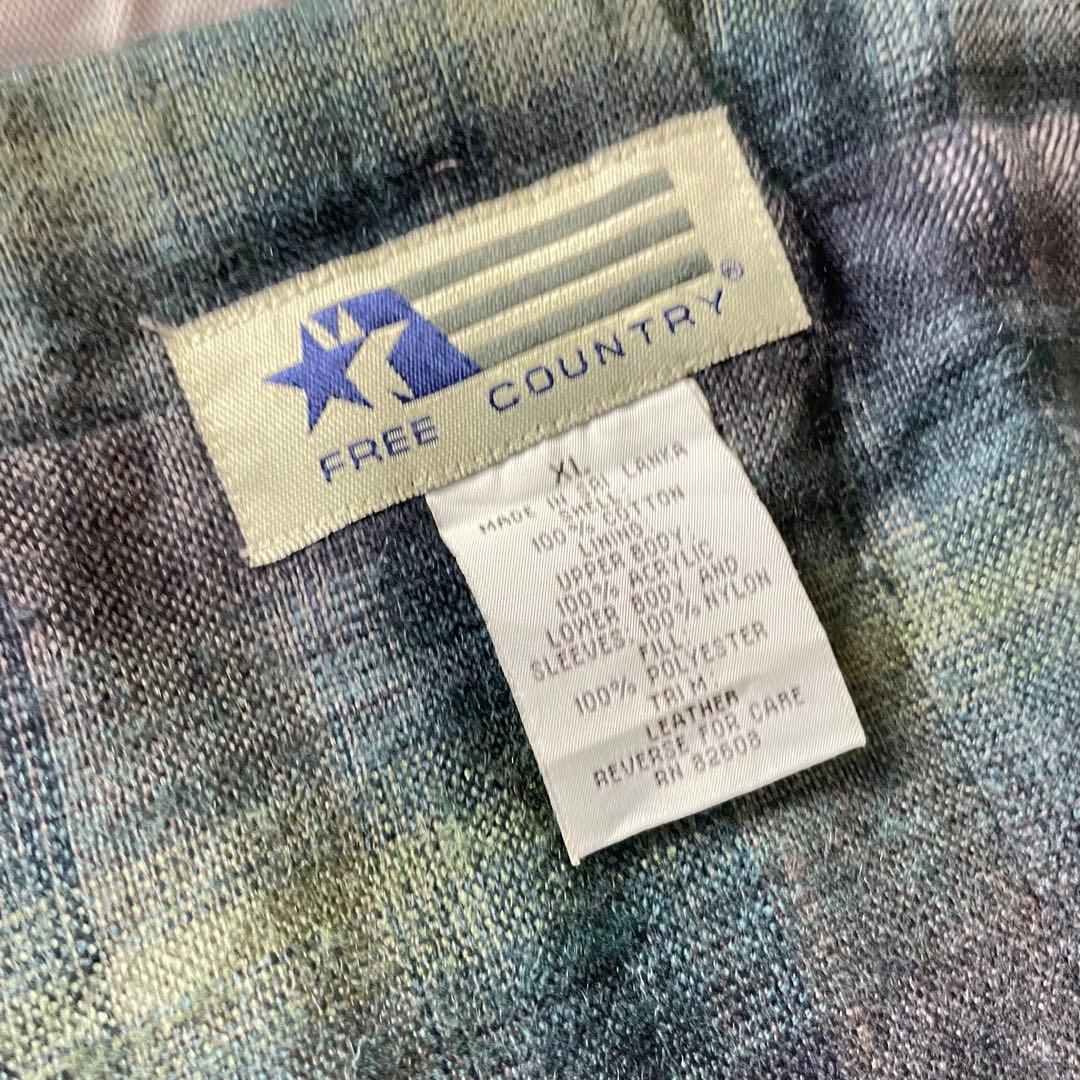 FREE COUNTRY®
XL
MADE IN SRI LANKA
SHELL:
100% COTTON
LINING:
UPPER BODY:
100% ACRYLIC
LOWER BODY AND
SLEEVES: 100% NYLON
FILL:
100% POLYESTER
TRIM:
LEATHER
REVERSE FOR CARE
RN 82608